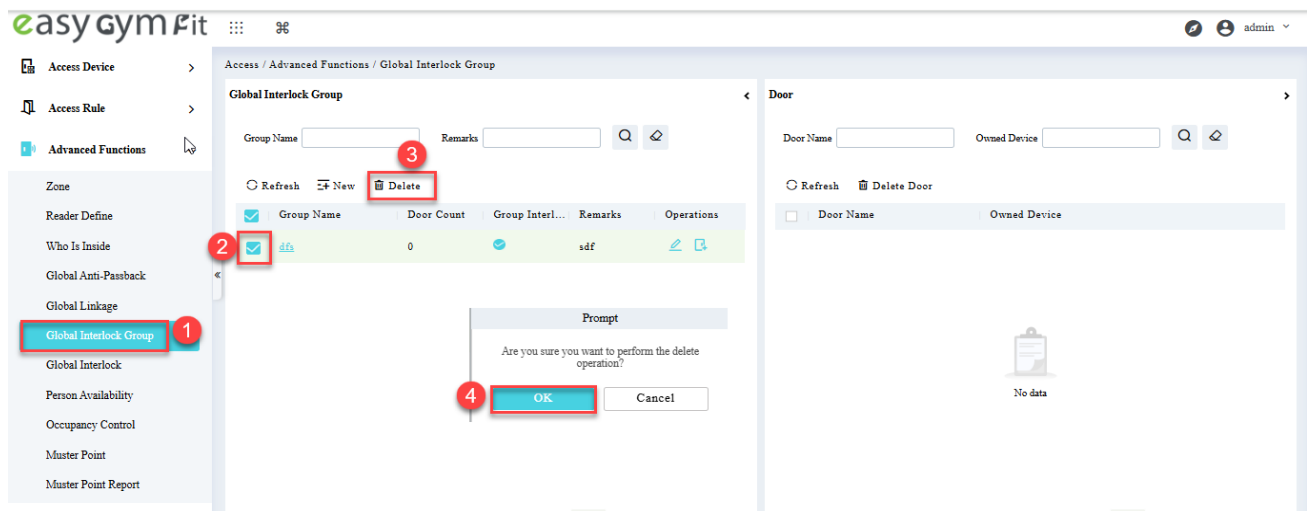 easy Gym Fit
admin
Access Device
Access Rule
Advanced Functions
Zone
Reader Define
Who Is Inside
Global Anti-Passback
Global Linkage
Global Interlock Group 1
Global Interlock
Person Availability
Occupancy Control
Muster Point
Muster Point Report
Access / Advanced Functions / Global Interlock Group
Global Interlock Group
Group Name Remarks
3
Refresh New Delete
Group Name Door Count Group Interl... Remarks Operations
2 dfs 0 sdf
Prompt
Are you sure you want to perform the delete
operation?
4 OK Cancel
Door
Door Name Owned Device
Refresh Delete Door
Door Name Owned Device
No data